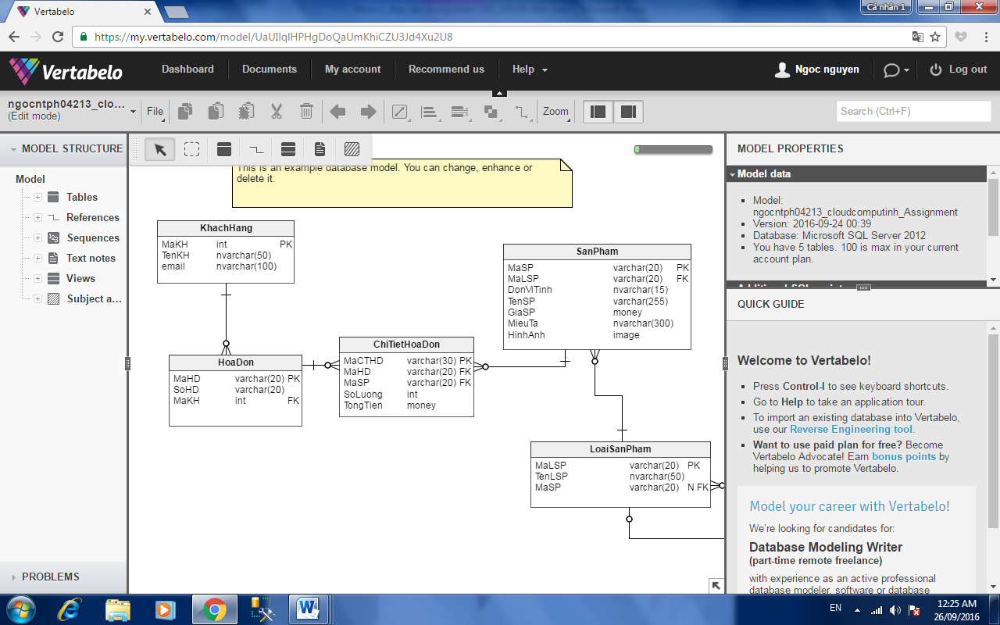 Vertabelo
Cá nhân 1
https://my.vertabelo.com/model/UaUIlqIHPHgDoQaUmKhiCZU3Jd4Xu2U8
Vertabelo Dashboard Documents My account Recommend us Help Ngoc nguyen Log out
ngocntph04213_clo...
(Edit mode)
File
Zoom
Search (Ctrl+F)
MODEL STRUCTURE
Model
Tables
References
Sequences
Text notes
Views
Subject a...
PROBLEMS
This is an example database model. You can change, enhance or
delete it.
KhachHang
MaKH int PK
TenKH nvarchar(50)
email nvarchar(100)
SanPham
MaSP varchar(20) PK
MaLSP varchar(20) FK
DonViTinh nvarchar(15)
TenSP varchar(255)
GiaSP money
MieuTa nvarchar(300)
HinhAnh image
ChiTietHoaDon
MaCTHD varchar(30) PK
MaHD varchar(20) FK
MaSP varchar(20) FK
SoLuong int
TongTien money
HoaDon
MaHD varchar(20) PK
SoHD varchar(20)
MaKH int FK
LoaiSanPham
MaLSP varchar(20) PK
TenLSP nvarchar(50)
MaSP varchar(20) N FK
MODEL PROPERTIES
Model data
Model:
ngocntph04213_cloudcomputinh_Assignment
Version: 2016-09-24 00:39
Database: Microsoft SQL Server 2012
You have 5 tables. 100 is max in your current
account plan.
QUICK GUIDE
Welcome to Vertabelo!
Press Control-I to see keyboard shortcuts.
Go to Help to take an application tour.
To import an existing database into Vertabelo,
use our Reverse Engineering tool.
Want to use paid plan for free? Become
Vertabelo Advocate! Earn bonus points by
helping us to promote Vertabelo.
Model your career with Vertabelo!
We're looking for candidates for:
Database Modeling Writer
(part-time remote freelance)
with experience as an active professional
database modeler, software or database
EN
12:25 AM
26/09/2016